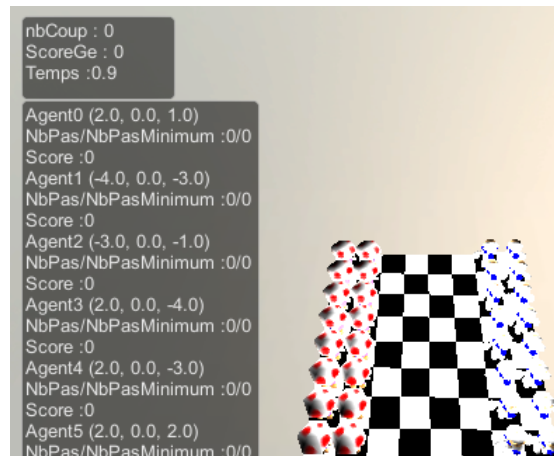 nbCoup : 0
ScoreGe : 0
Temps :0.9
Agent0 (2.0, 0.0, 1.0)
NbPas/NbPasMinimum :0/0
Score :0
Agent1 (-4.0, 0.0, -3.0)
NbPas/NbPasMinimum :0/0
Score :0
Agent2 (-3.0, 0.0, -1.0)
NbPas/NbPasMinimum :0/0
Score :0
Agent3 (2.0, 0.0, -4.0)
NbPas/NbPasMinimum :0/0
Score :0
Agent4 (2.0, 0.0, -3.0)
NbPas/NbPasMinimum :0/0
Score :0
Agent5 (2.0, 0.0, 2.0)
NbPas/NbPasMinimum :0/0